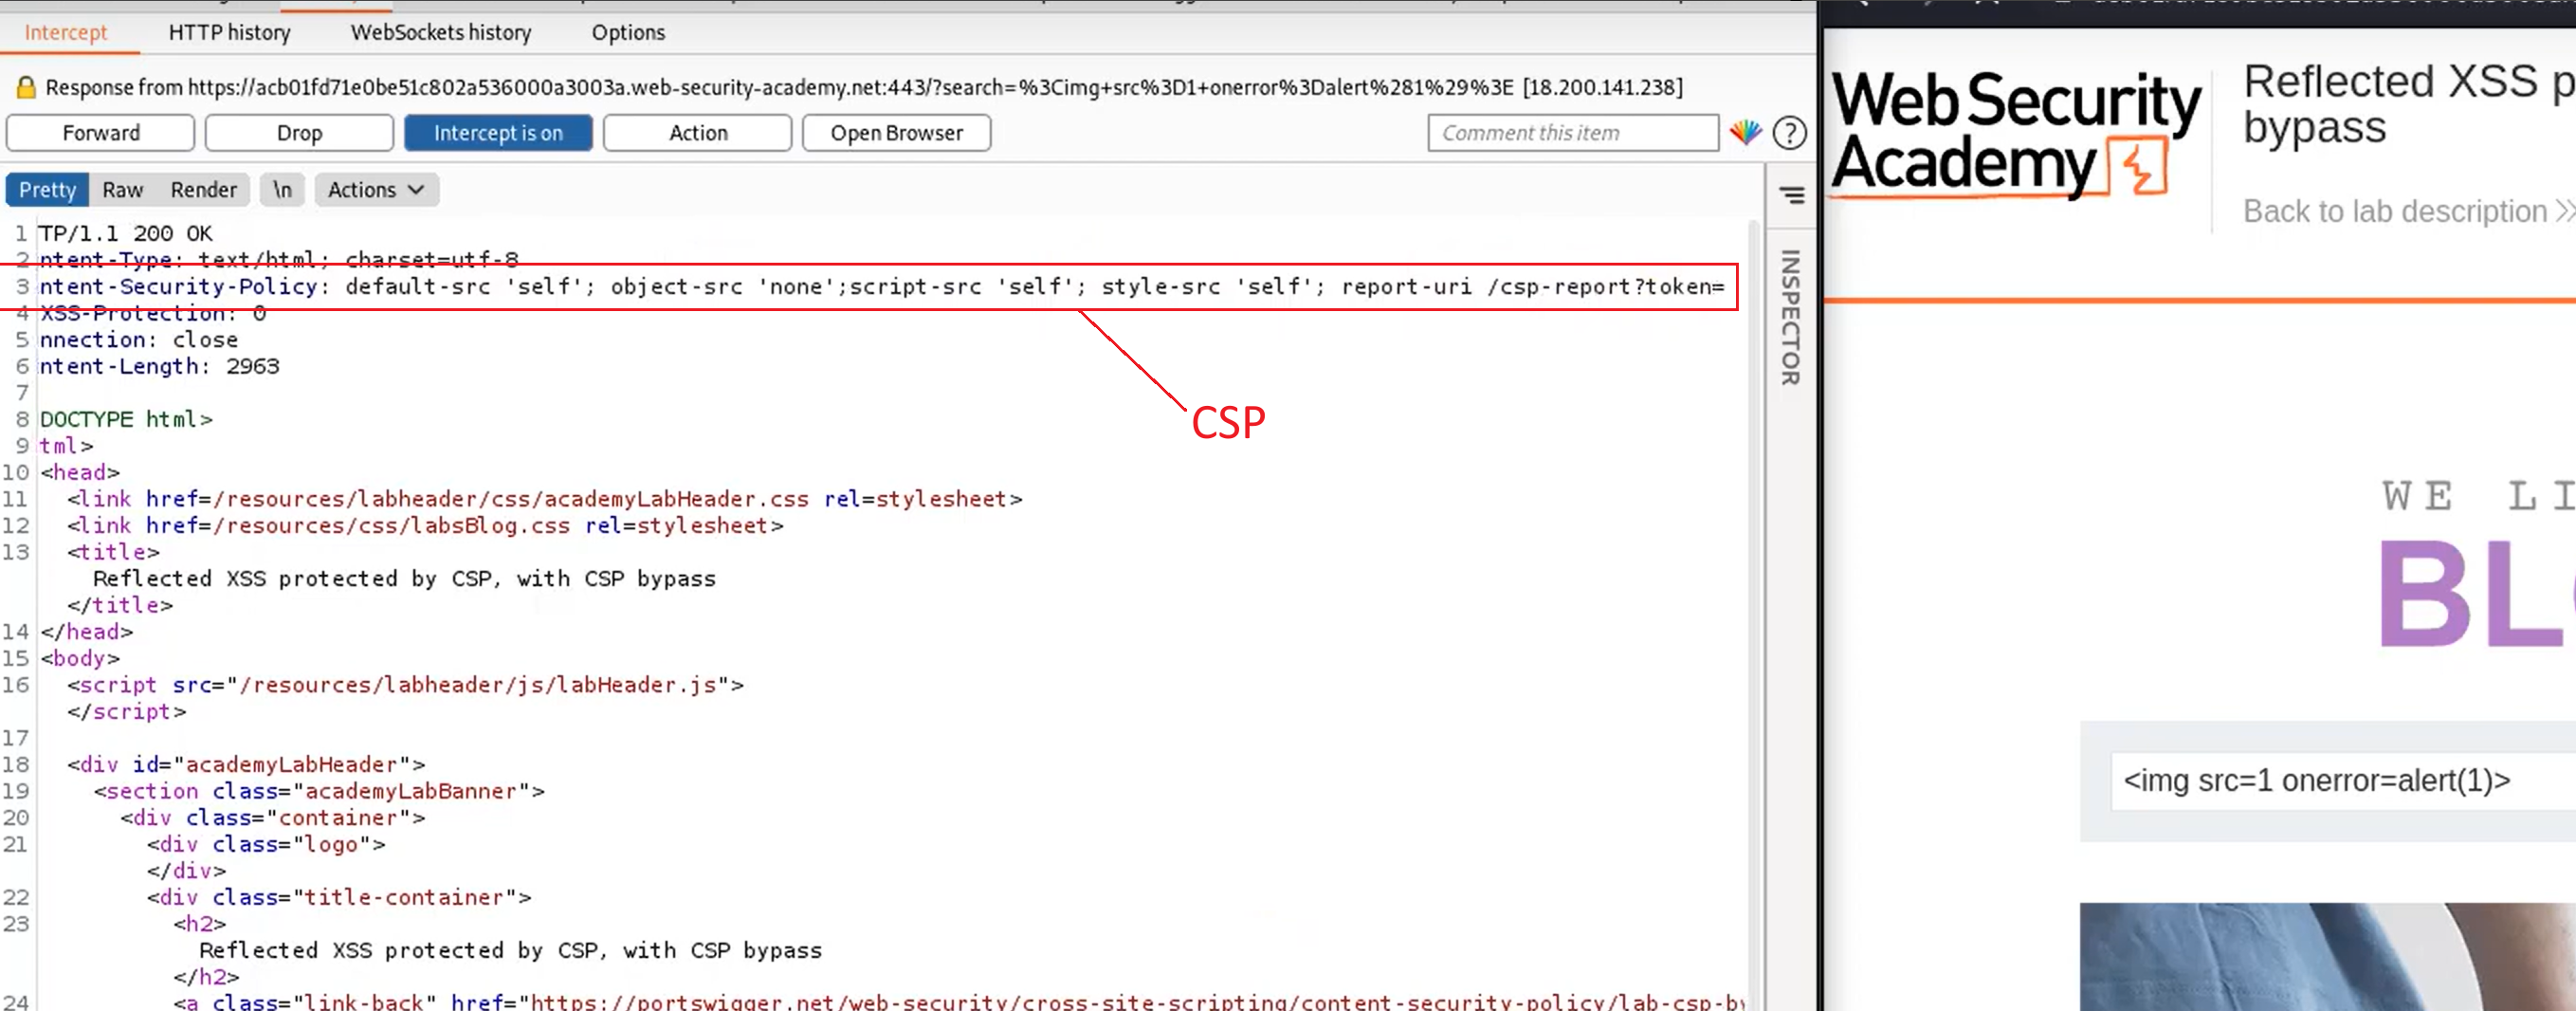 Intercept HTTP history WebSockets history Options
Response from https://acb01fd71e0be51c802a536000a3003a.web-security-academy.net:443/?search=%3Cimg+src%3D1+onerror%3Dalert%281%29%3E [18.200.141.238]
Forward Drop Intercept is on Action Open Browser Comment this item ?
Pretty Raw Render \n Actions
INSPECTOR
1 TP/1.1 200 OK
2 ntent-Type: text/html; charset=utf-8
3 ntent-Security-Policy: default-src 'self'; object-src 'none';script-src 'self'; style-src 'self'; report-uri /csp-report?token=
4 XSS-Protection: 0
5 nnection: close
6 ntent-Length: 2963
7
8 DOCTYPE html>
9 tml>
10 <head>
11 <link href=/resources/labheader/css/academyLabHeader.css rel=stylesheet>
12 <link href=/resources/css/labsBlog.css rel=stylesheet>
13 <title>
Reflected XSS protected by CSP, with CSP bypass
</title>
14 </head>
15 <body>
16 <script src="/resources/labheader/js/labHeader.js">
</script>
17
18 <div id="academyLabHeader">
19 <section class="academyLabBanner">
20 <div class="container">
21 <div class="logo">
</div>
22 <div class="title-container">
23 <h2>
Reflected XSS protected by CSP, with CSP bypass
</h2>
24 <a class="link-back" href="https://portswigger.net/web-security/cross-site-scripting/content-security-policy/lab-csp-by
CSP
Web Security
Academy
Reflected XSS p
bypass
Back to lab description
WE LI
BL
<img src=1 onerror=alert(1)>